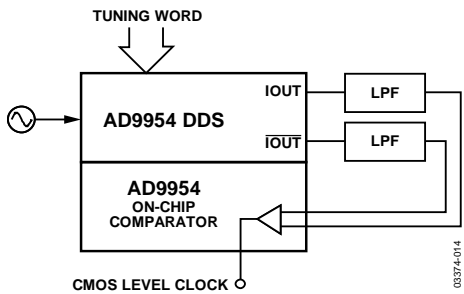 TUNING WORD
IOUT
LPF
AD9954 DDS
IOUT
LPF
AD9954
ON-CHIP
COMPARATOR
CMOS LEVEL CLOCK
03374-014